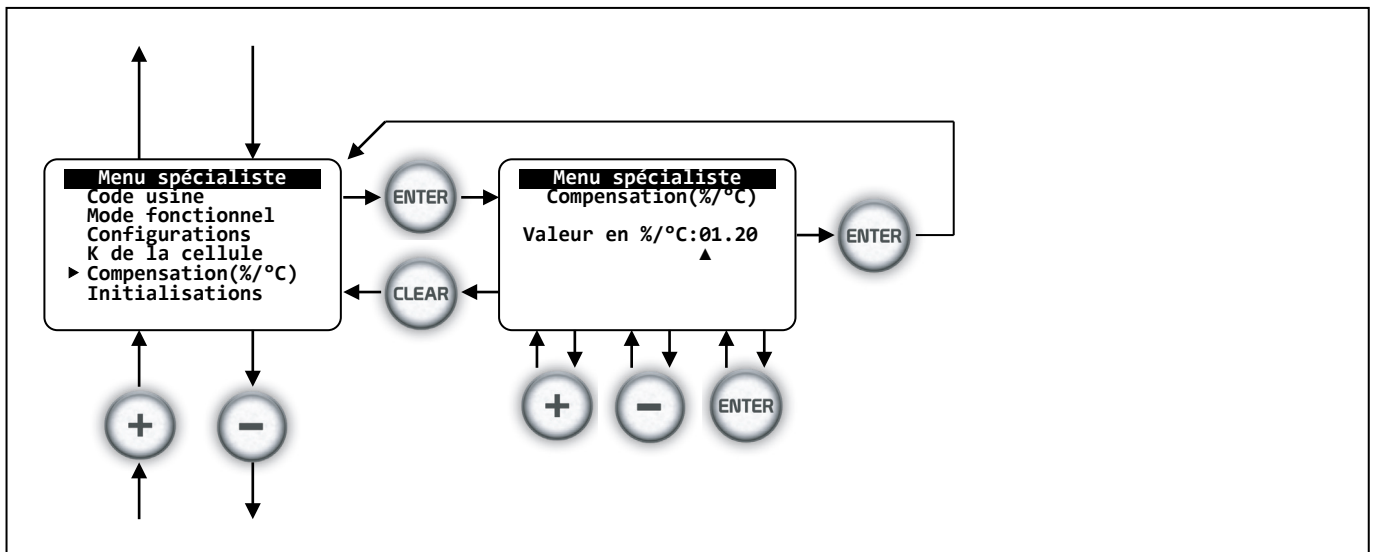 Menu spécialiste
Code usine
Mode fonctionnel
Configurations
K de la cellule
▶ Compensation(%/°C)
Initialisations
ENTER
CLEAR
Menu spécialiste
Compensation(%/°C)
Valeur en %/°C:01.20
▲
ENTER
+
-
+
-
ENTER